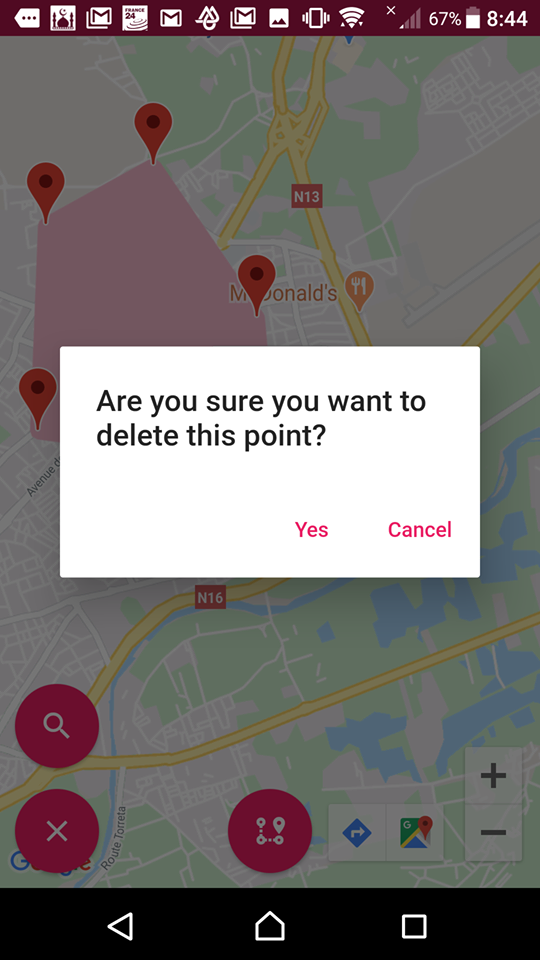 FRANCE
24
67%
8:44
N13
McDonald's
Are you sure you want to
delete this point?
Avenue de
Yes
Cancel
N16
+
−
Route Torreta
G
Google